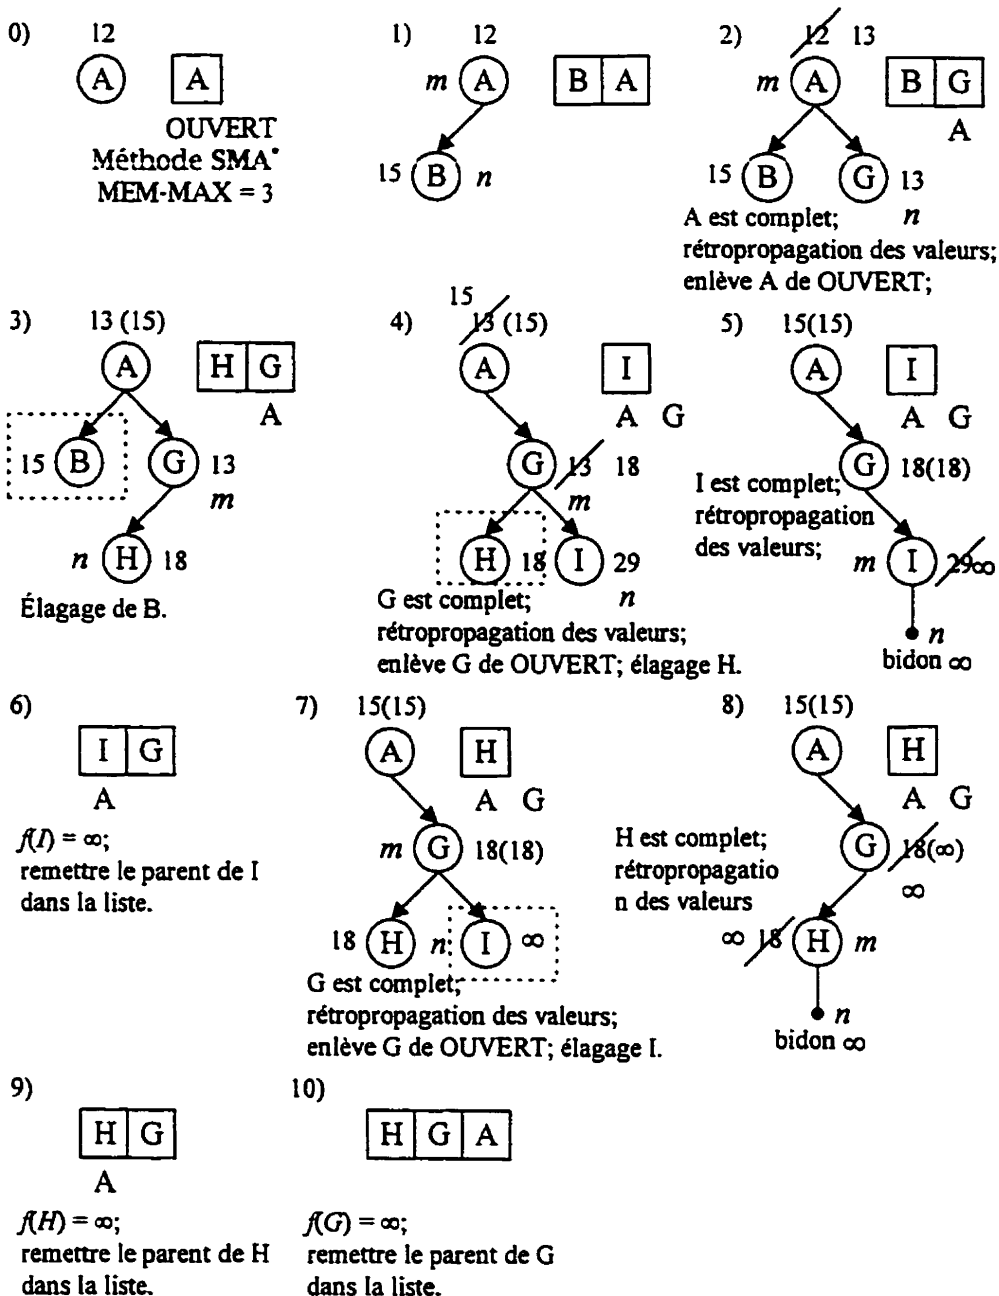 0) 12
A A
OUVERT
Méthode SMA*
MEM-MAX = 3
1) 12
m A B A
15 B n
2) 12 13
m A B G
A
15 B G 13
n
A est complet;
rétropropagation des valeurs;
enlève A de OUVERT;
3) 13 (15)
A H G
A
15 B G 13
m
n H 18
Élagage de B.
4) 15
13 (15)
A I
A G
G 13 18
m
H 18 I 29
n
G est complet;
rétropropagation des valeurs;
enlève G de OUVERT; élagage H.
5) 15(15)
A I
A G
G 18(18)
I est complet;
rétropropagation
des valeurs;
m I 29 ∞
n
bidon ∞
6)
I G
A
f(I) = ∞;
remettre le parent de I
dans la liste.
7) 15(15)
A H
A G
m G 18(18)
18 H n I ∞
G est complet;
rétropropagation des valeurs;
enlève G de OUVERT; élagage I.
8) 15(15)
A H
A G
G 18(∞)
∞
H est complet;
rétropropagatio
n des valeurs
∞ 18 H m
n
bidon ∞
9)
H G
A
f(H) = ∞;
remettre le parent de H
dans la liste.
10)
H G A
f(G) = ∞;
remettre le parent de G
dans la liste.